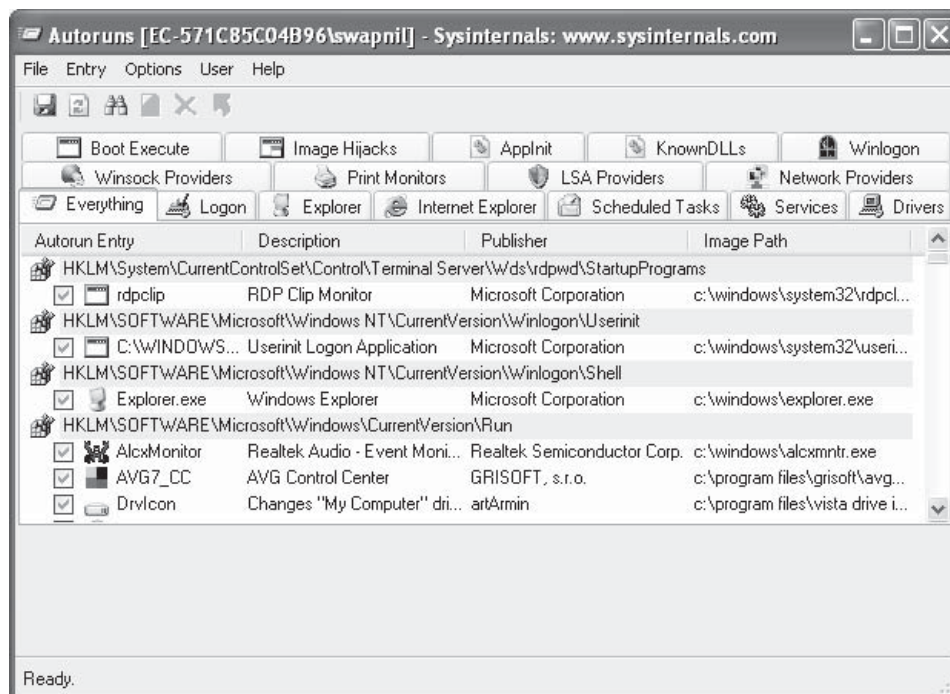 Autoruns [EC-571C85C04B96\swapnil] - Sysinternals: www.sysinternals.com
File Entry Options User Help
Boot Execute Image Hijacks AppInit KnownDLLs Winlogon
Winsock Providers Print Monitors LSA Providers Network Providers
Everything Logon Explorer Internet Explorer Scheduled Tasks Services Drivers
Autorun Entry Description Publisher Image Path
HKLM\System\CurrentControlSet\Control\Terminal Server\Wds\rdpwd\StartupPrograms
rdpclip RDP Clip Monitor Microsoft Corporation c:\windows\system32\rdpcl...
HKLM\SOFTWARE\Microsoft\Windows NT\CurrentVersion\Winlogon\Userinit
C:\WINDOWS... Userinit Logon Application Microsoft Corporation c:\windows\system32\useri...
HKLM\SOFTWARE\Microsoft\Windows NT\CurrentVersion\Winlogon\Shell
Explorer.exe Windows Explorer Microsoft Corporation c:\windows\explorer.exe
HKLM\SOFTWARE\Microsoft\Windows\CurrentVersion\Run
AlcxMonitor Realtek Audio - Event Moni... Realtek Semiconductor Corp. c:\windows\alcxmntr.exe
AVG7_CC AVG Control Center GRISOFT, s.r.o. c:\program files\grisoft\avg...
DrvIcon Changes "My Computer" dri... artArmin c:\program files\vista drive i...
Ready.